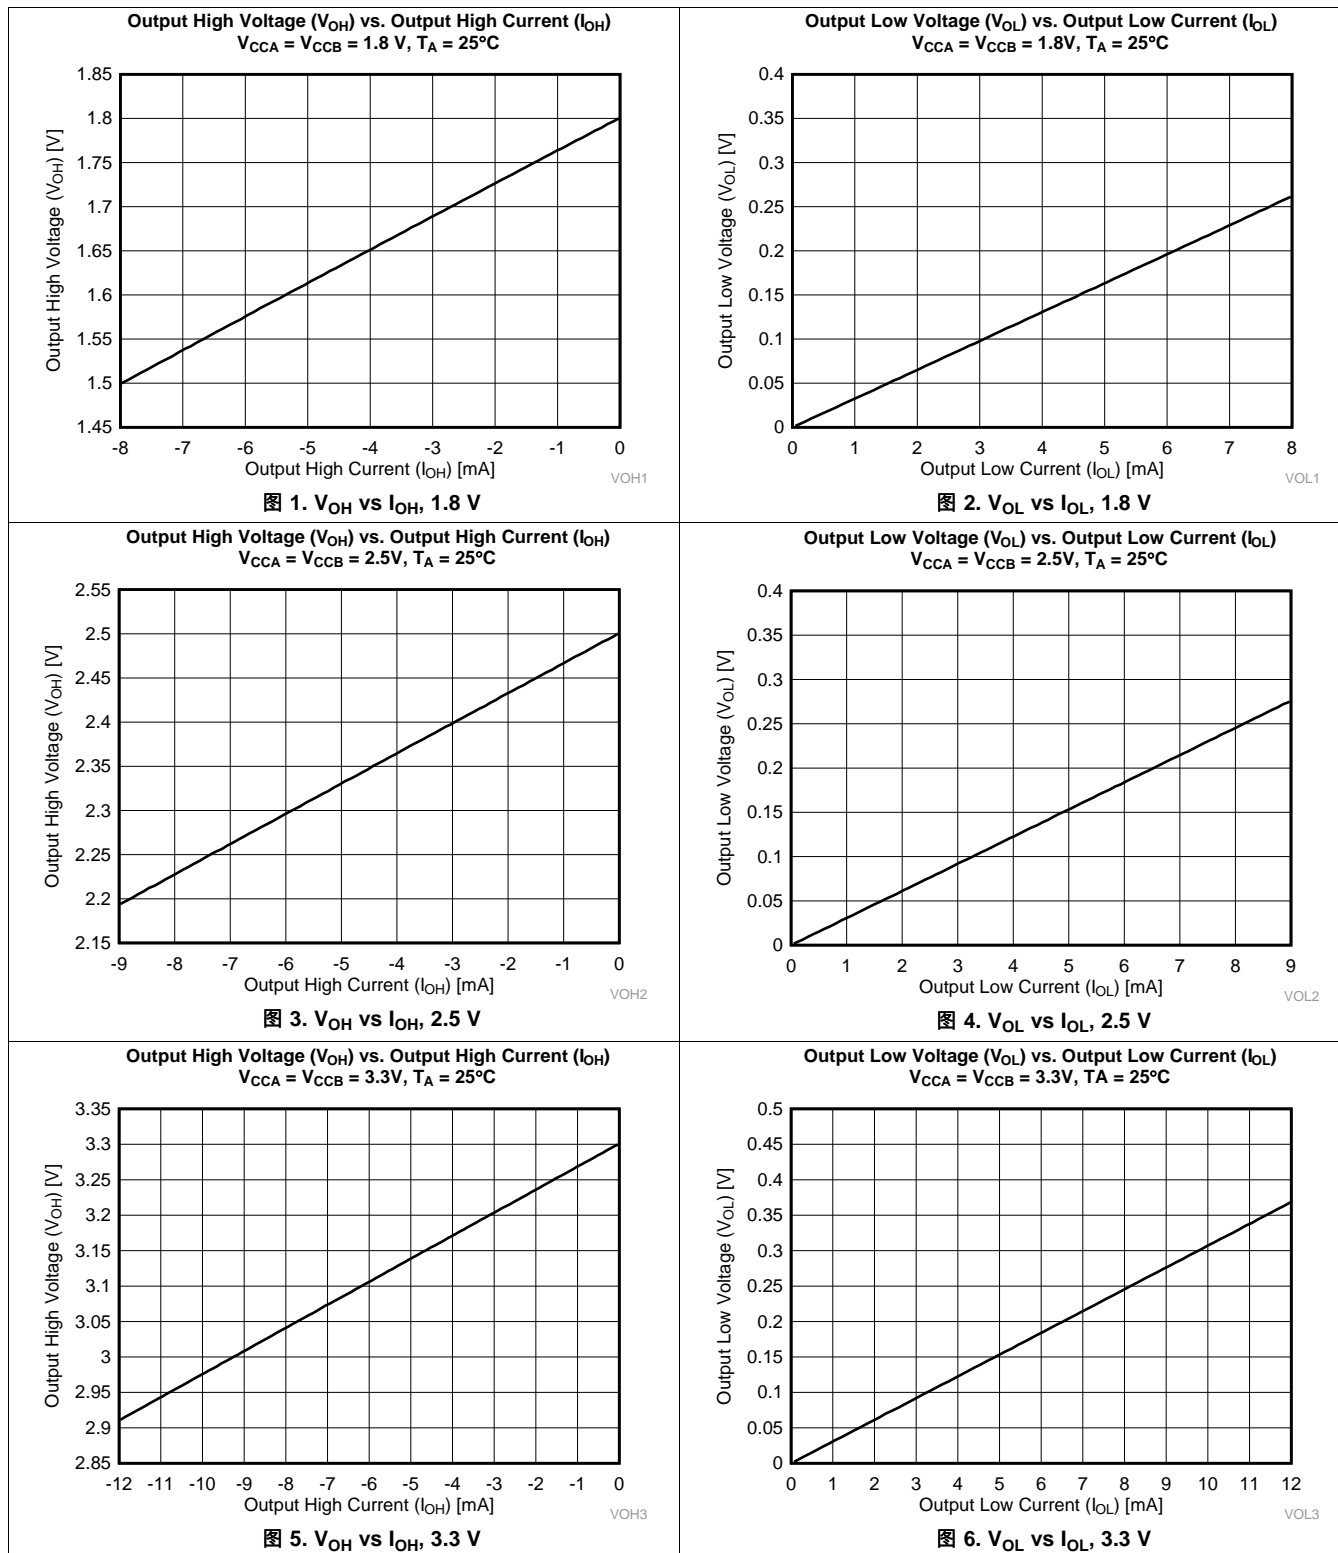 Output High Voltage (VOH) vs. Output High Current (IOH)
VCCA = VCCB = 1.8 V, TA = 25°C
1.85
1.8
1.75
1.7
1.65
1.6
1.55
1.5
1.45
Output High Voltage (VOH) [V]
-8 -7 -6 -5 -4 -3 -2 -1 0
Output High Current (IOH) [mA]
VOH1
图 1. VOH vs IOH, 1.8 V
Output Low Voltage (VOL) vs. Output Low Current (IOL)
VCCA = VCCB = 1.8V, TA = 25°C
0.4
0.35
0.3
0.25
0.2
0.15
0.1
0.05
0
Output Low Voltage (VOL) [V]
0 1 2 3 4 5 6 7 8
Output Low Current (IOL) [mA]
VOL1
图 2. VOL vs IOL, 1.8 V
Output High Voltage (VOH) vs. Output High Current (IOH)
VCCA = VCCB = 2.5V, TA = 25°C
2.55
2.5
2.45
2.4
2.35
2.3
2.25
2.2
2.15
Output High Voltage (VOH) [V]
-9 -8 -7 -6 -5 -4 -3 -2 -1 0
Output High Current (IOH) [mA]
VOH2
图 3. VOH vs IOH, 2.5 V
Output Low Voltage (VOL) vs. Output Low Current (IOL)
VCCA = VCCB = 2.5V, TA = 25°C
0.4
0.35
0.3
0.25
0.2
0.15
0.1
0.05
0
Output Low Voltage (VOL) [V]
0 1 2 3 4 5 6 7 8 9
Output Low Current (IOL) [mA]
VOL2
图 4. VOL vs IOL, 2.5 V
Output High Voltage (VOH) vs. Output High Current (IOH)
VCCA = VCCB = 3.3V, TA = 25°C
3.35
3.3
3.25
3.2
3.15
3.1
3.05
3
2.95
2.9
2.85
Output High Voltage (VOH) [V]
-12 -11 -10 -9 -8 -7 -6 -5 -4 -3 -2 -1 0
Output High Current (IOH) [mA]
VOH3
图 5. VOH vs IOH, 3.3 V
Output Low Voltage (VOL) vs. Output Low Current (IOL)
VCCA = VCCB = 3.3V, TA = 25°C
0.5
0.45
0.4
0.35
0.3
0.25
0.2
0.15
0.1
0.05
0
Output Low Voltage (VOL) [V]
0 1 2 3 4 5 6 7 8 9 10 11 12
Output Low Current (IOL) [mA]
VOL3
图 6. VOL vs IOL, 3.3 V